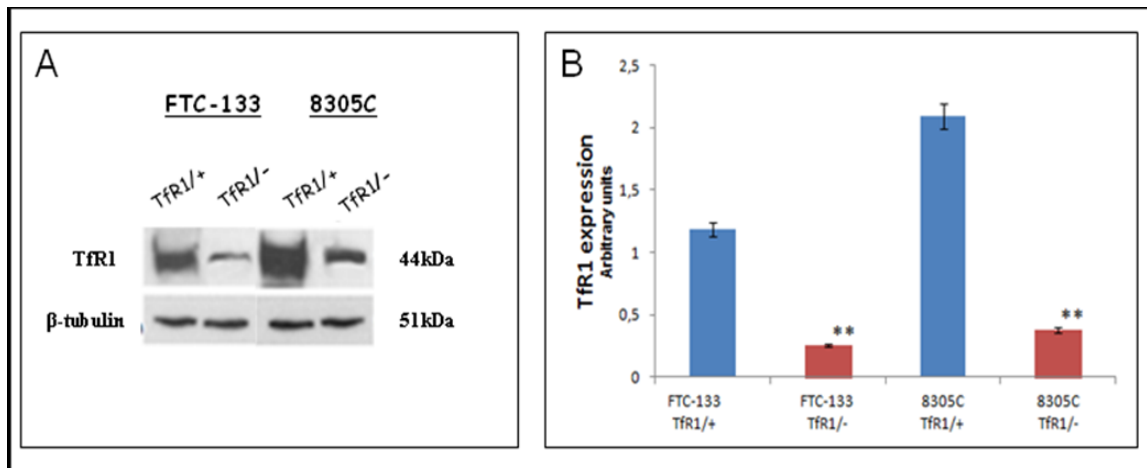 A
FTC-133 8305C
TfR1/+ TfR1/- TfR1/+ TfR1/-
TfR1 44kDa
β-tubulin 51kDa
B
TfR1 expression
Arbitrary units
2,5
2
1,5
1
0,5
0
** **
FTC-133 FTC-133 8305C 8305C
TfR1/+ TfR1/- TfR1/+ TfR1/-